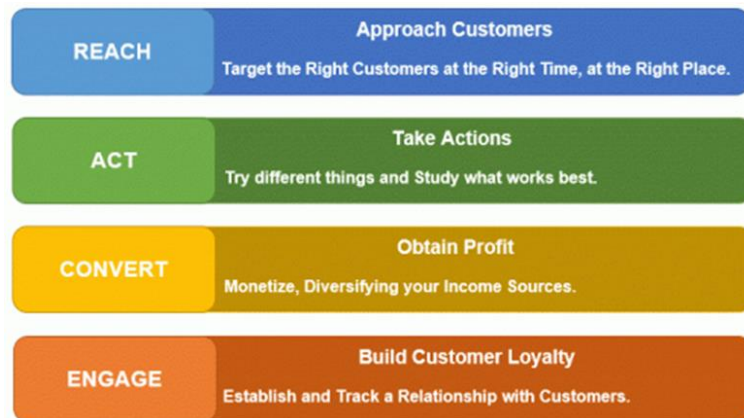 REACH
Approach Customers
Target the Right Customers at the Right Time, at the Right Place.
ACT
Take Actions
Try different things and Study what works best.
CONVERT
Obtain Profit
Monetize, Diversifying your Income Sources.
ENGAGE
Build Customer Loyalty
Establish and Track a Relationship with Customers.